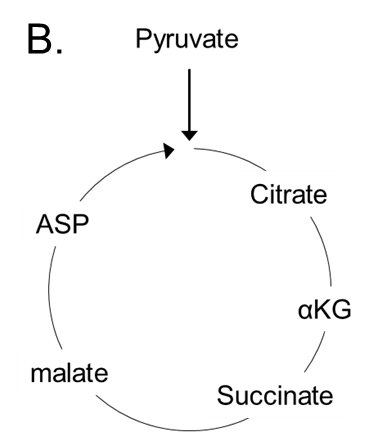 B.
Pyruvate
Citrate
αKG
Succinate
malate
ASP